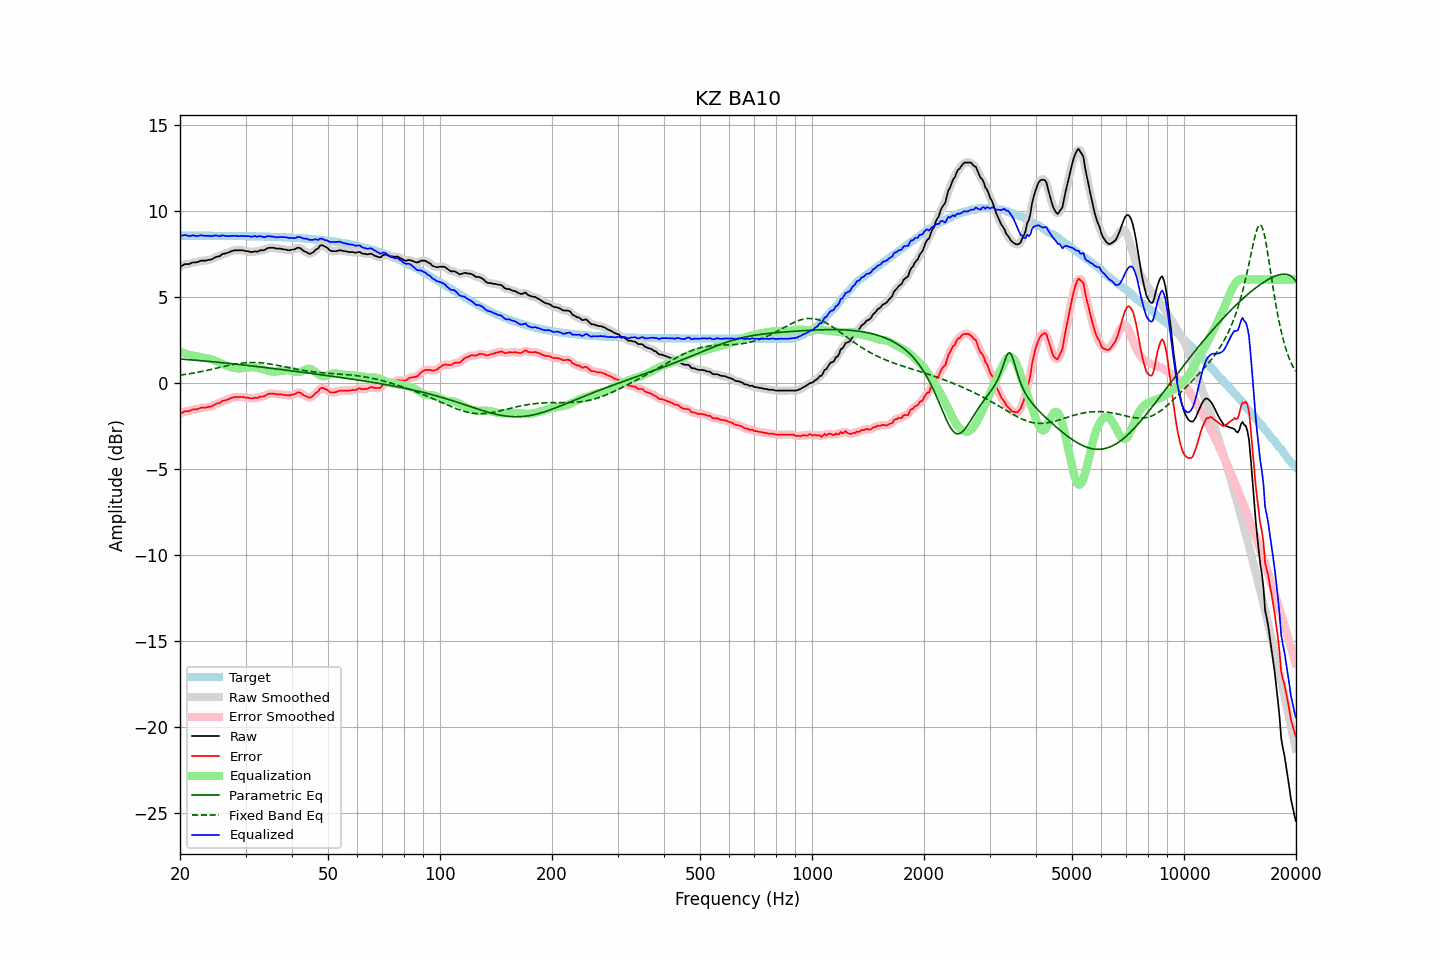 KZ BA10
15
10
5
0
−5
−10
−15
−20
−25
Amplitude (dBr)
Target
Raw Smoothed
Error Smoothed
Raw
Error
Equalization
Parametric Eq
Fixed Band Eq
Equalized
20 50 100 200 500 1000 2000 5000 10000 20000
Frequency (Hz)